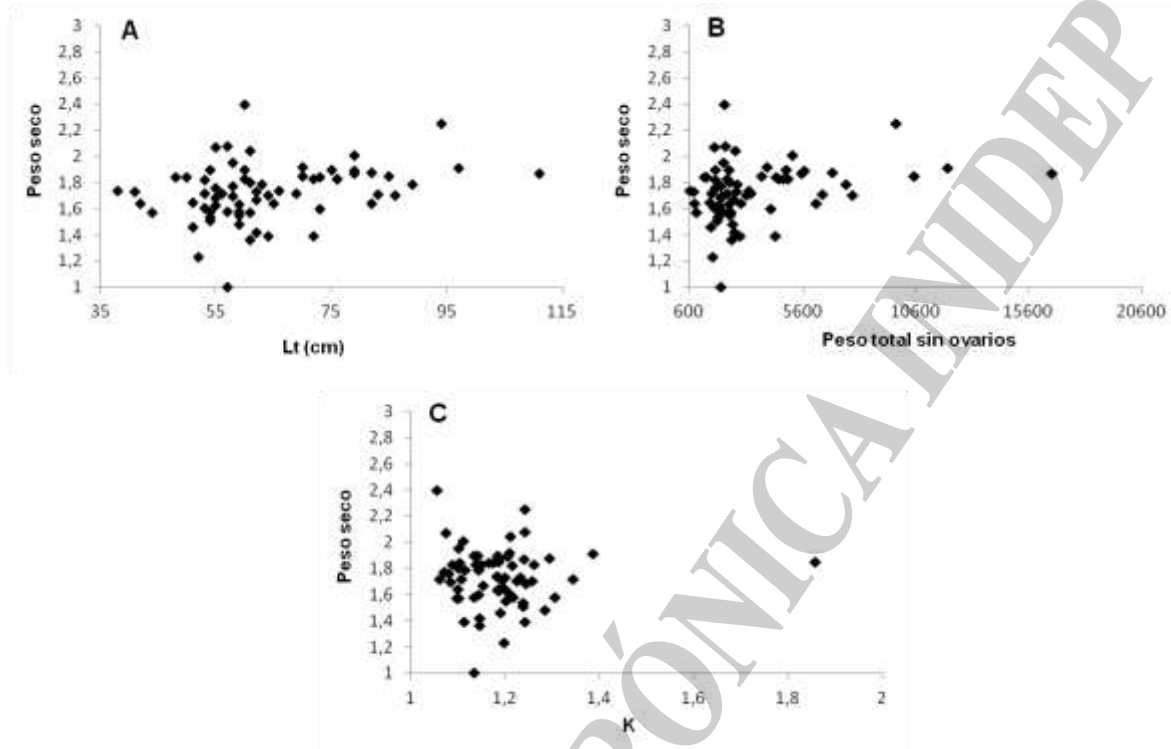 A
3
2,8
2,6
2,4
2,2
2
1,8
1,6
1,4
1,2
1
Peso seco
35 55 75 95 115
Lt (cm)
B
3
2,8
2,6
2,4
2,2
2
1,8
1,6
1,4
1,2
1
Peso seco
600 5600 10600 15600 20600
Peso total sin ovarios
C
3
2,8
2,6
2,4
2,2
2
1,8
1,6
1,4
1,2
1
Peso seco
1 1,2 1,4 1,6 1,8 2
K
RÓNICA INIDEP